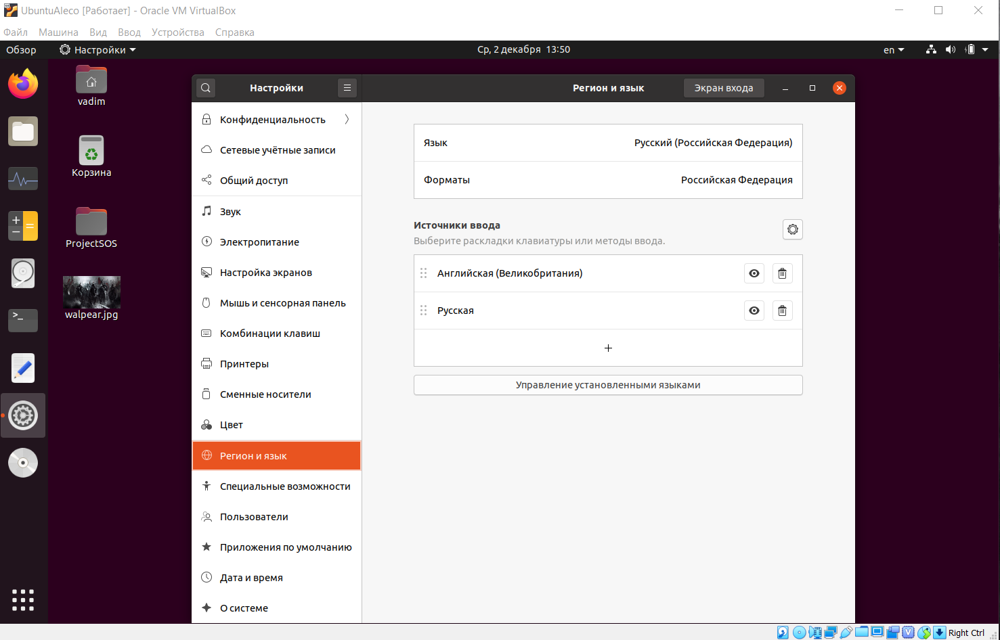 UbuntuAleco [Работает] - Oracle VM VirtualBox
Файл Машина Вид Ввод Устройства Справка
Обзор Настройки Ср, 2 декабря 13:50 en
vadim
Корзина
ProjectSOS
walpear.jpg
Настройки
Регион и язык
Экран входа
Конфиденциальность
Сетевые учётные записи
Общий доступ
Звук
Электропитание
Настройка экранов
Мышь и сенсорная панель
Комбинации клавиш
Принтеры
Сменные носители
Цвет
Регион и язык
Специальные возможности
Пользователи
Приложения по умолчанию
Дата и время
О системе
Язык Русский (Российская Федерация)
Форматы Российская Федерация
Источники ввода
Выберите раскладки клавиатуры или методы ввода.
Английская (Великобритания)
Русская
Управление установленными языками
Right Ctrl